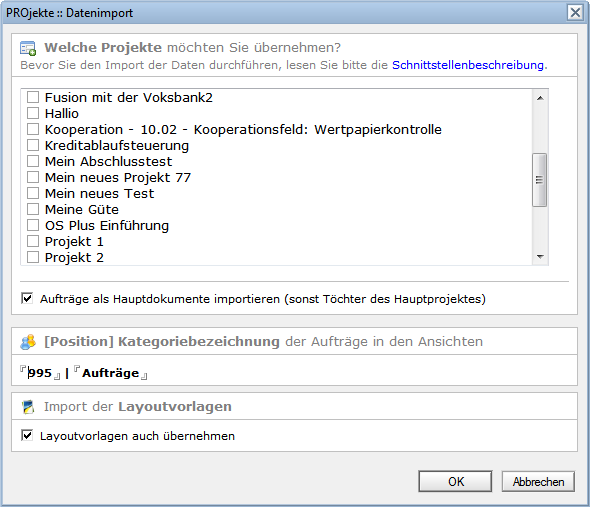 PROjekte :: Datenimport
Welche Projekte möchten Sie übernehmen?
Bevor Sie den Import der Daten durchführen, lesen Sie bitte die Schnittstellenbeschreibung.
Fusion mit der Voksbank2
Hallio
Kooperation - 10.02 - Kooperationsfeld: Wertpapierkontrolle
Kreditablaufsteuerung
Mein Abschlusstest
Mein neues Projekt 77
Mein neues Test
Meine Güte
OS Plus Einführung
Projekt 1
Projekt 2
Aufträge als Hauptdokumente importieren (sonst Töchter des Hauptprojektes)
[Position] Kategoriebezeichnung der Aufträge in den Ansichten
995 | Aufträge
Import der Layoutvorlagen
Layoutvorlagen auch übernehmen
OK Abbrechen